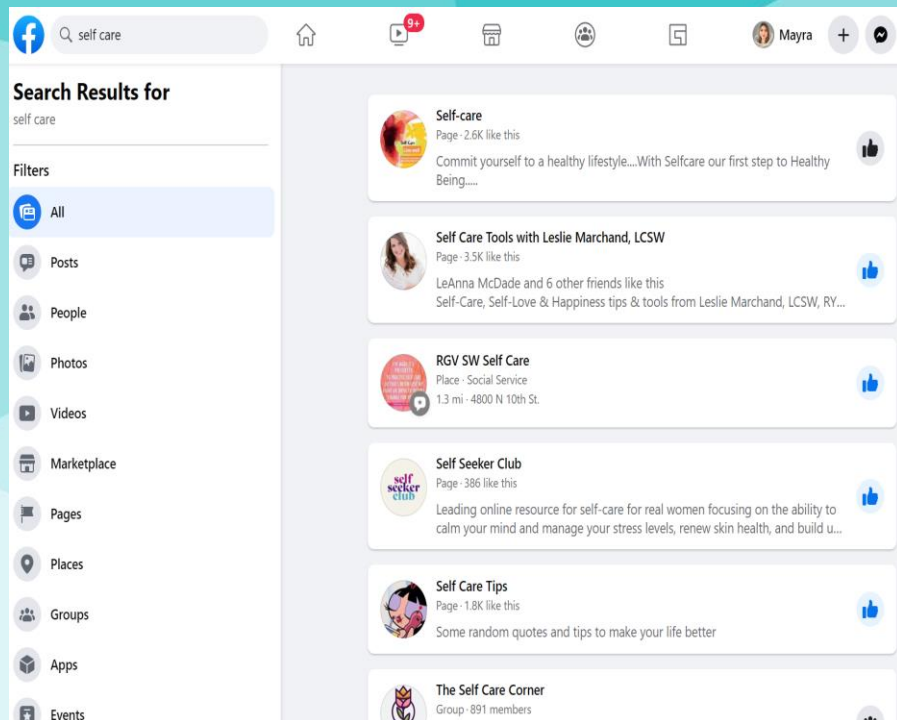 self care
9+
Mayra
Search Results for
self care
Filters
All
Posts
People
Photos
Videos
Marketplace
Pages
Places
Groups
Apps
Events
Self-care
Page · 2.6K like this
Commit yourself to a healthy lifestyle....With Selfcare our first step to Healthy
Being.....
Self Care Tools with Leslie Marchand, LCSW
Page · 3.5K like this
LeAnna McDade and 6 other friends like this
Self-Care, Self-Love & Happiness tips & tools from Leslie Marchand, LCSW, RY...
RGV SW Self Care
Place · Social Service
1.3 mi · 4800 N 10th St.
self
seeker
club
Self Seeker Club
Page · 386 like this
Leading online resource for self-care for real women focusing on the ability to
calm your mind and manage your stress levels, renew skin health, and build u...
Self Care Tips
Page · 1.8K like this
Some random quotes and tips to make your life better
The Self Care Corner
Group · 891 members